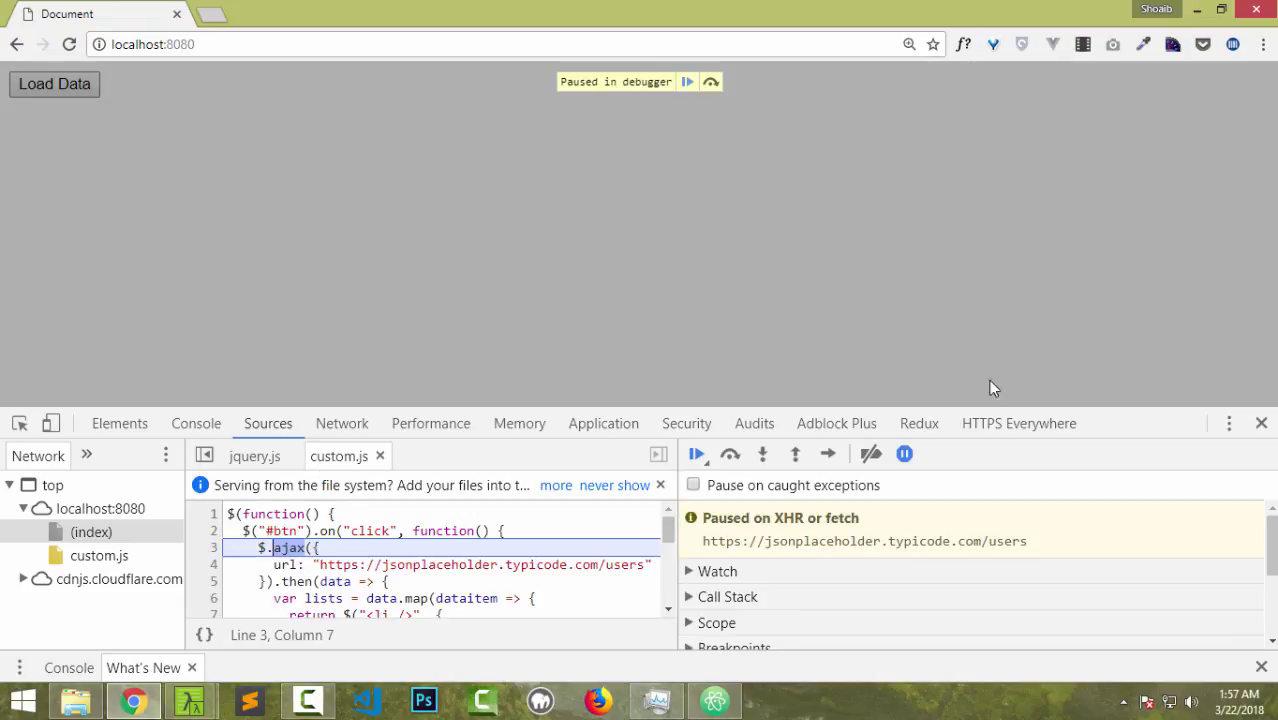 Document
Shoaib
localhost:8080
f?
Load Data
Paused in debugger
Elements Console Sources Network Performance Memory Application Security Audits Adblock Plus Redux HTTPS Everywhere
Network
jquery.js custom.js
top
localhost:8080
(index)
custom.js
cdnjs.cloudflare.com
Serving from the file system? Add your files into t... more never show
1 $(function() {
2 $("#btn").on("click", function() {
3 $.ajax({
4 url: "https://jsonplaceholder.typicode.com/users"
5 }).then(data => {
6 var lists = data.map(dataitem => {
7 return $("<li />", {
{ } Line 3, Column 7
Pause on caught exceptions
Paused on XHR or fetch
https://jsonplaceholder.typicode.com/users
Watch
Call Stack
Scope
Breakpoints
Console What's New
Ps
1:57 AM
3/22/2018